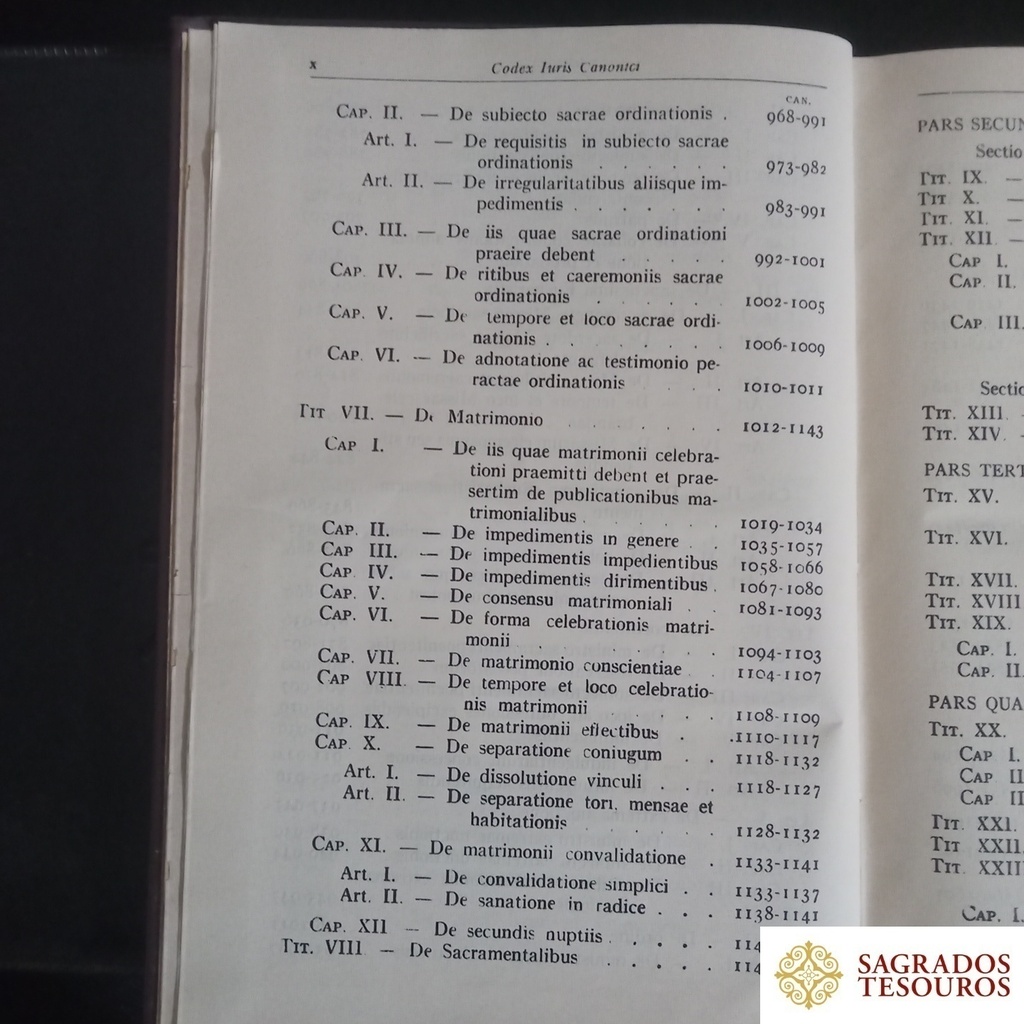 x Codex Iuris Canonici
CAN.
CAP. II. — De subiecto sacrae ordinationis . 968-991
Art. I. — De requisitis in subiecto sacrae
ordinationis . . . . . 973-982
Art. II. — De irregularitatibus aliisque im-
pedimentis . . . . . . . 983-991
CAP. III. — De iis quae sacrae ordinationi
praeire debent . . . . . 992-1001
CAP. IV. — De ritibus et caeremoniis sacrae
ordinationis . . . . . . 1002-1005
CAP. V. — De tempore et loco sacrae ordi-
nationis . . . . . . . . 1006-1009
CAP. VI. — De adnotatione ac testimonio pe-
ractae ordinationis . . . 1010-1011
TIT VII. — De Matrimonio . . . . . . 1012-1143
CAP I. — De iis quae matrimonii celebra-
tioni praemitti debent et prae-
sertim de publicationibus ma-
trimonialibus . . . . . 1019-1034
CAP. II. — De impedimentis in genere . . 1035-1057
CAP III. — De impedimentis impedientibus 1058-1066
CAP IV. — De impedimentis dirimentibus . 1067-1080
CAP. V. — De consensu matrimoniali . . 1081-1093
CAP. VI. — De forma celebrationis matri-
monii . . . . . . . 1094-1103
CAP. VII. — De matrimonio conscientiae . . 1104-1107
CAP VIII. — De tempore et loco celebratio-
nis matrimonii . . . . . 1108-1109
CAP. IX. — De matrimonii effectibus . . 1110-1117
CAP. X. — De separatione coniugum . . 1118-1132
Art. I. — De dissolutione vinculi . . . 1118-1127
Art. II. — De separatione tori, mensae et
habitationis . . . . . . 1128-1132
CAP. XI. — De matrimonii convalidatione . 1133-1141
Art. I. — De convalidatione simplici . . 1133-1137
Art. II. — De sanatione in radice . . . 1138-1141
CAP. XII — De secundis nuptiis . . . . . 114
TIT. VIII — De Sacramentalibus . . . . . 114
PARS SECUN
Sectio
TIT. IX. —
TIT X. —
TIT. XI. —
TIT. XII —
CAP I.
CAP. II.
CAP III.
Sectio
TIT. XIII —
TIT. XIV. —
PARS TERT
TIT. XV.
TIT. XVI.
TIT. XVII.
TIT. XVIII
TIT. XIX.
CAP. I.
CAP. II.
PARS QUA
TIT. XX.
CAP I.
CAP II
CAP II
TIT. XXI.
TIT XXII.
TIT. XXIII
CAP. I.
SAGRADOS
TESOUROS